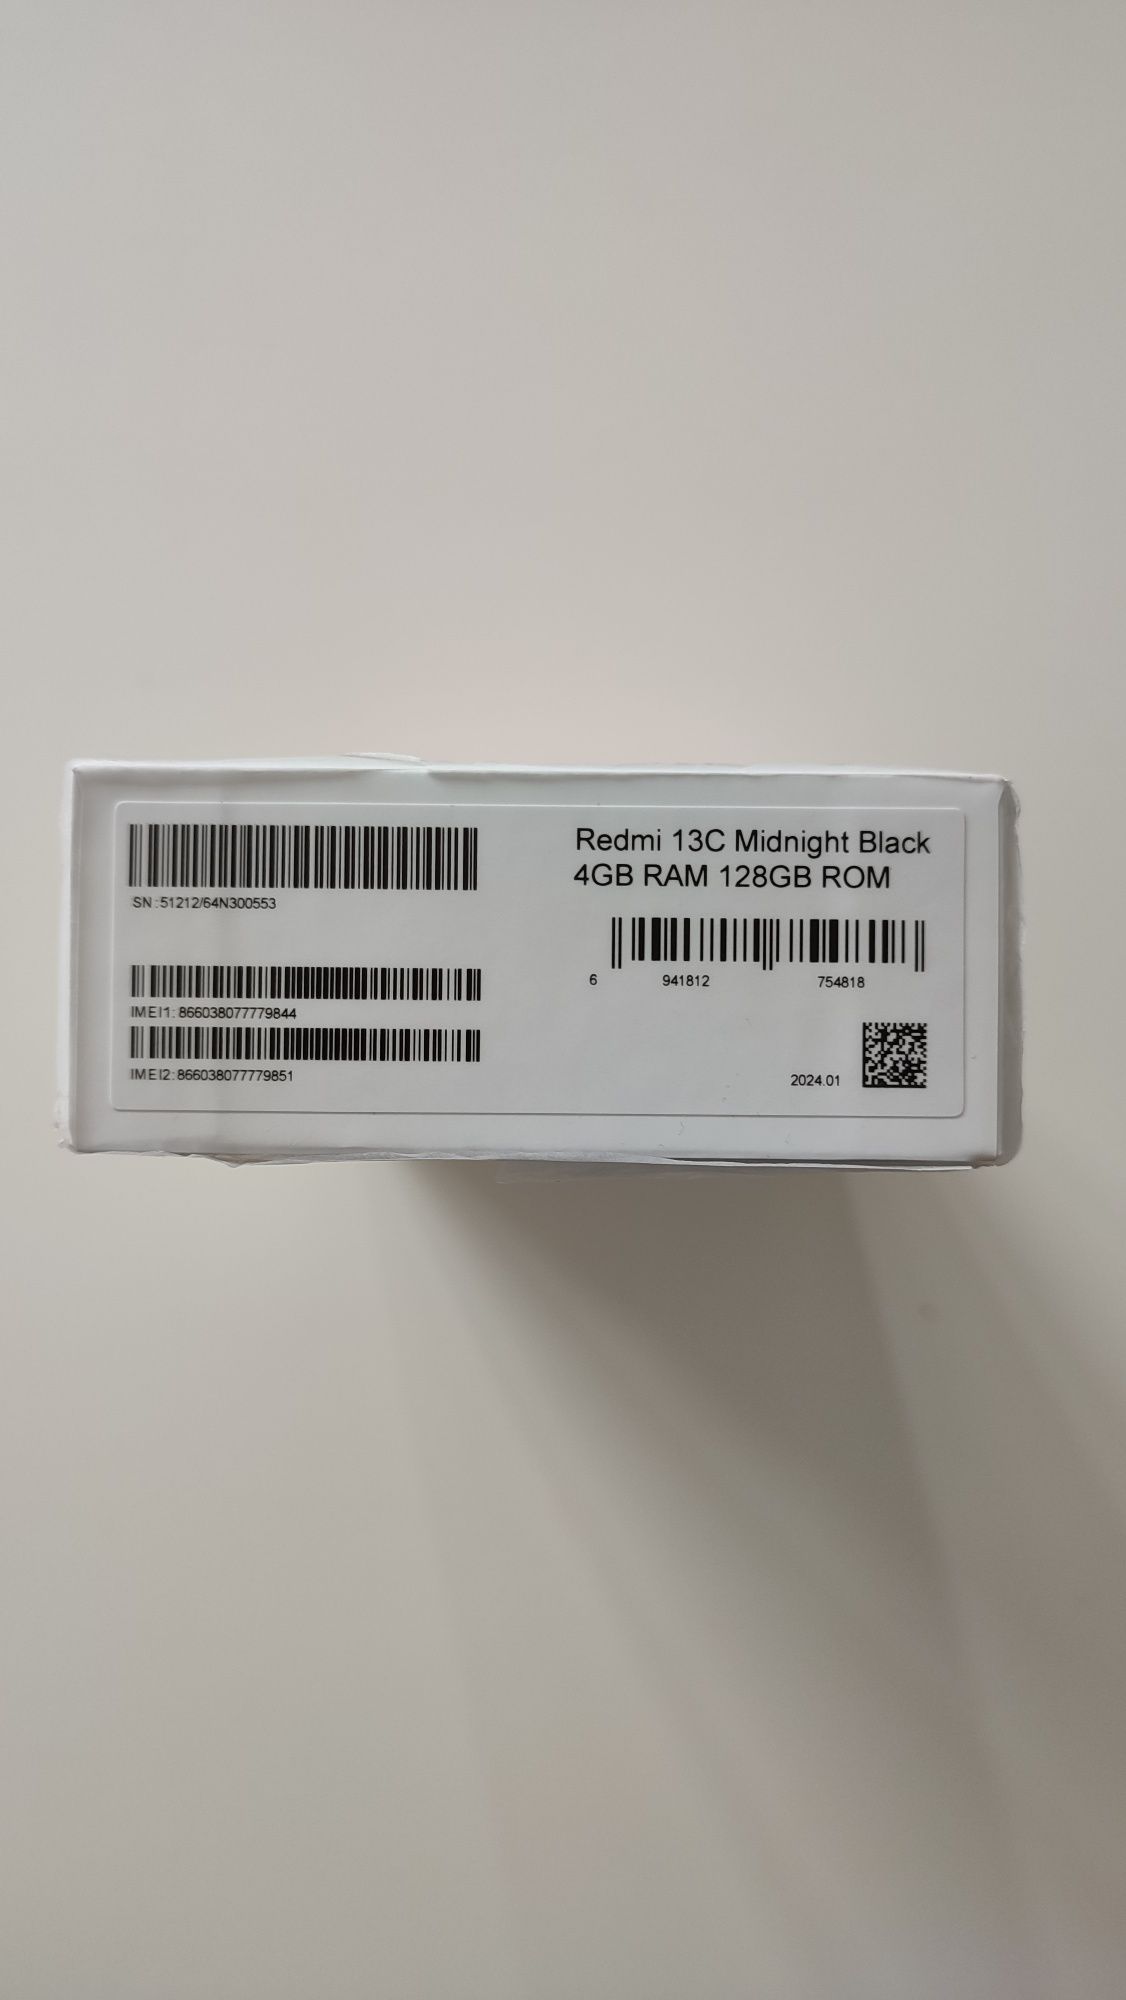 Redmi 13C Midnight Black
4GB RAM 128GB ROM
SN:51212/64N300553
6 941812 754818
IMEI1:866038077779844
IMEI2:866038077779851
2024.01